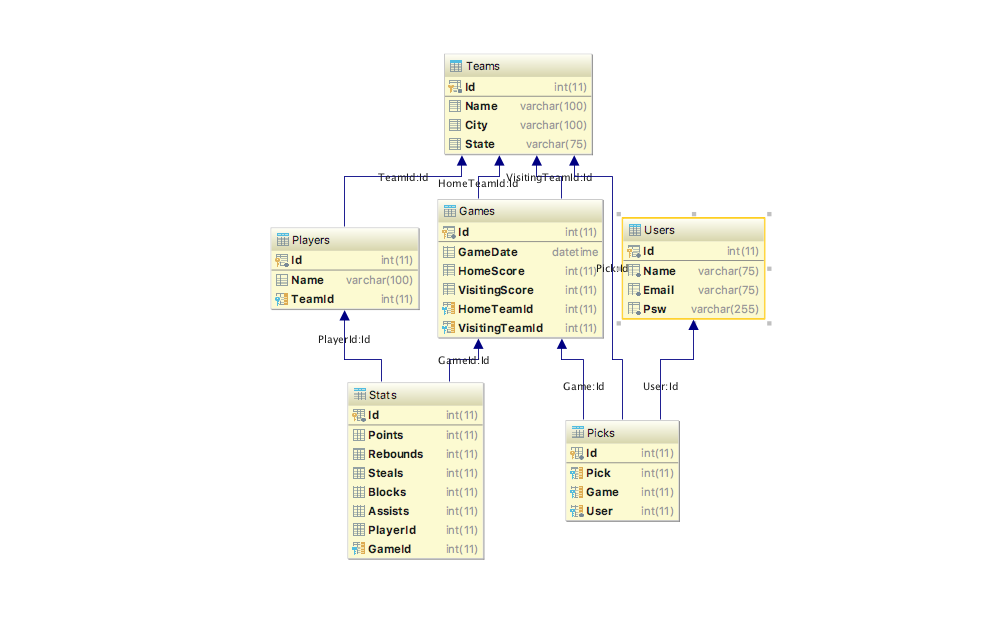 Teams
Id int(11)
Name varchar(100)
City varchar(100)
State varchar(75)
TeamId:Id
HomeTeamId:Id
VisitingTeamId:Id
Games
Id int(11)
GameDate datetime
HomeScore int(11)
VisitingScore int(11)
HomeTeamId int(11)
VisitingTeamId int(11)
Players
Id int(11)
Name varchar(100)
TeamId int(11)
Pick:Id
Users
Id int(11)
Name varchar(75)
Email varchar(75)
Psw varchar(255)
PlayerId:Id
GameId:Id
Game:Id
User:Id
Stats
Id int(11)
Points int(11)
Rebounds int(11)
Steals int(11)
Blocks int(11)
Assists int(11)
PlayerId int(11)
GameId int(11)
Picks
Id int(11)
Pick int(11)
Game int(11)
User int(11)